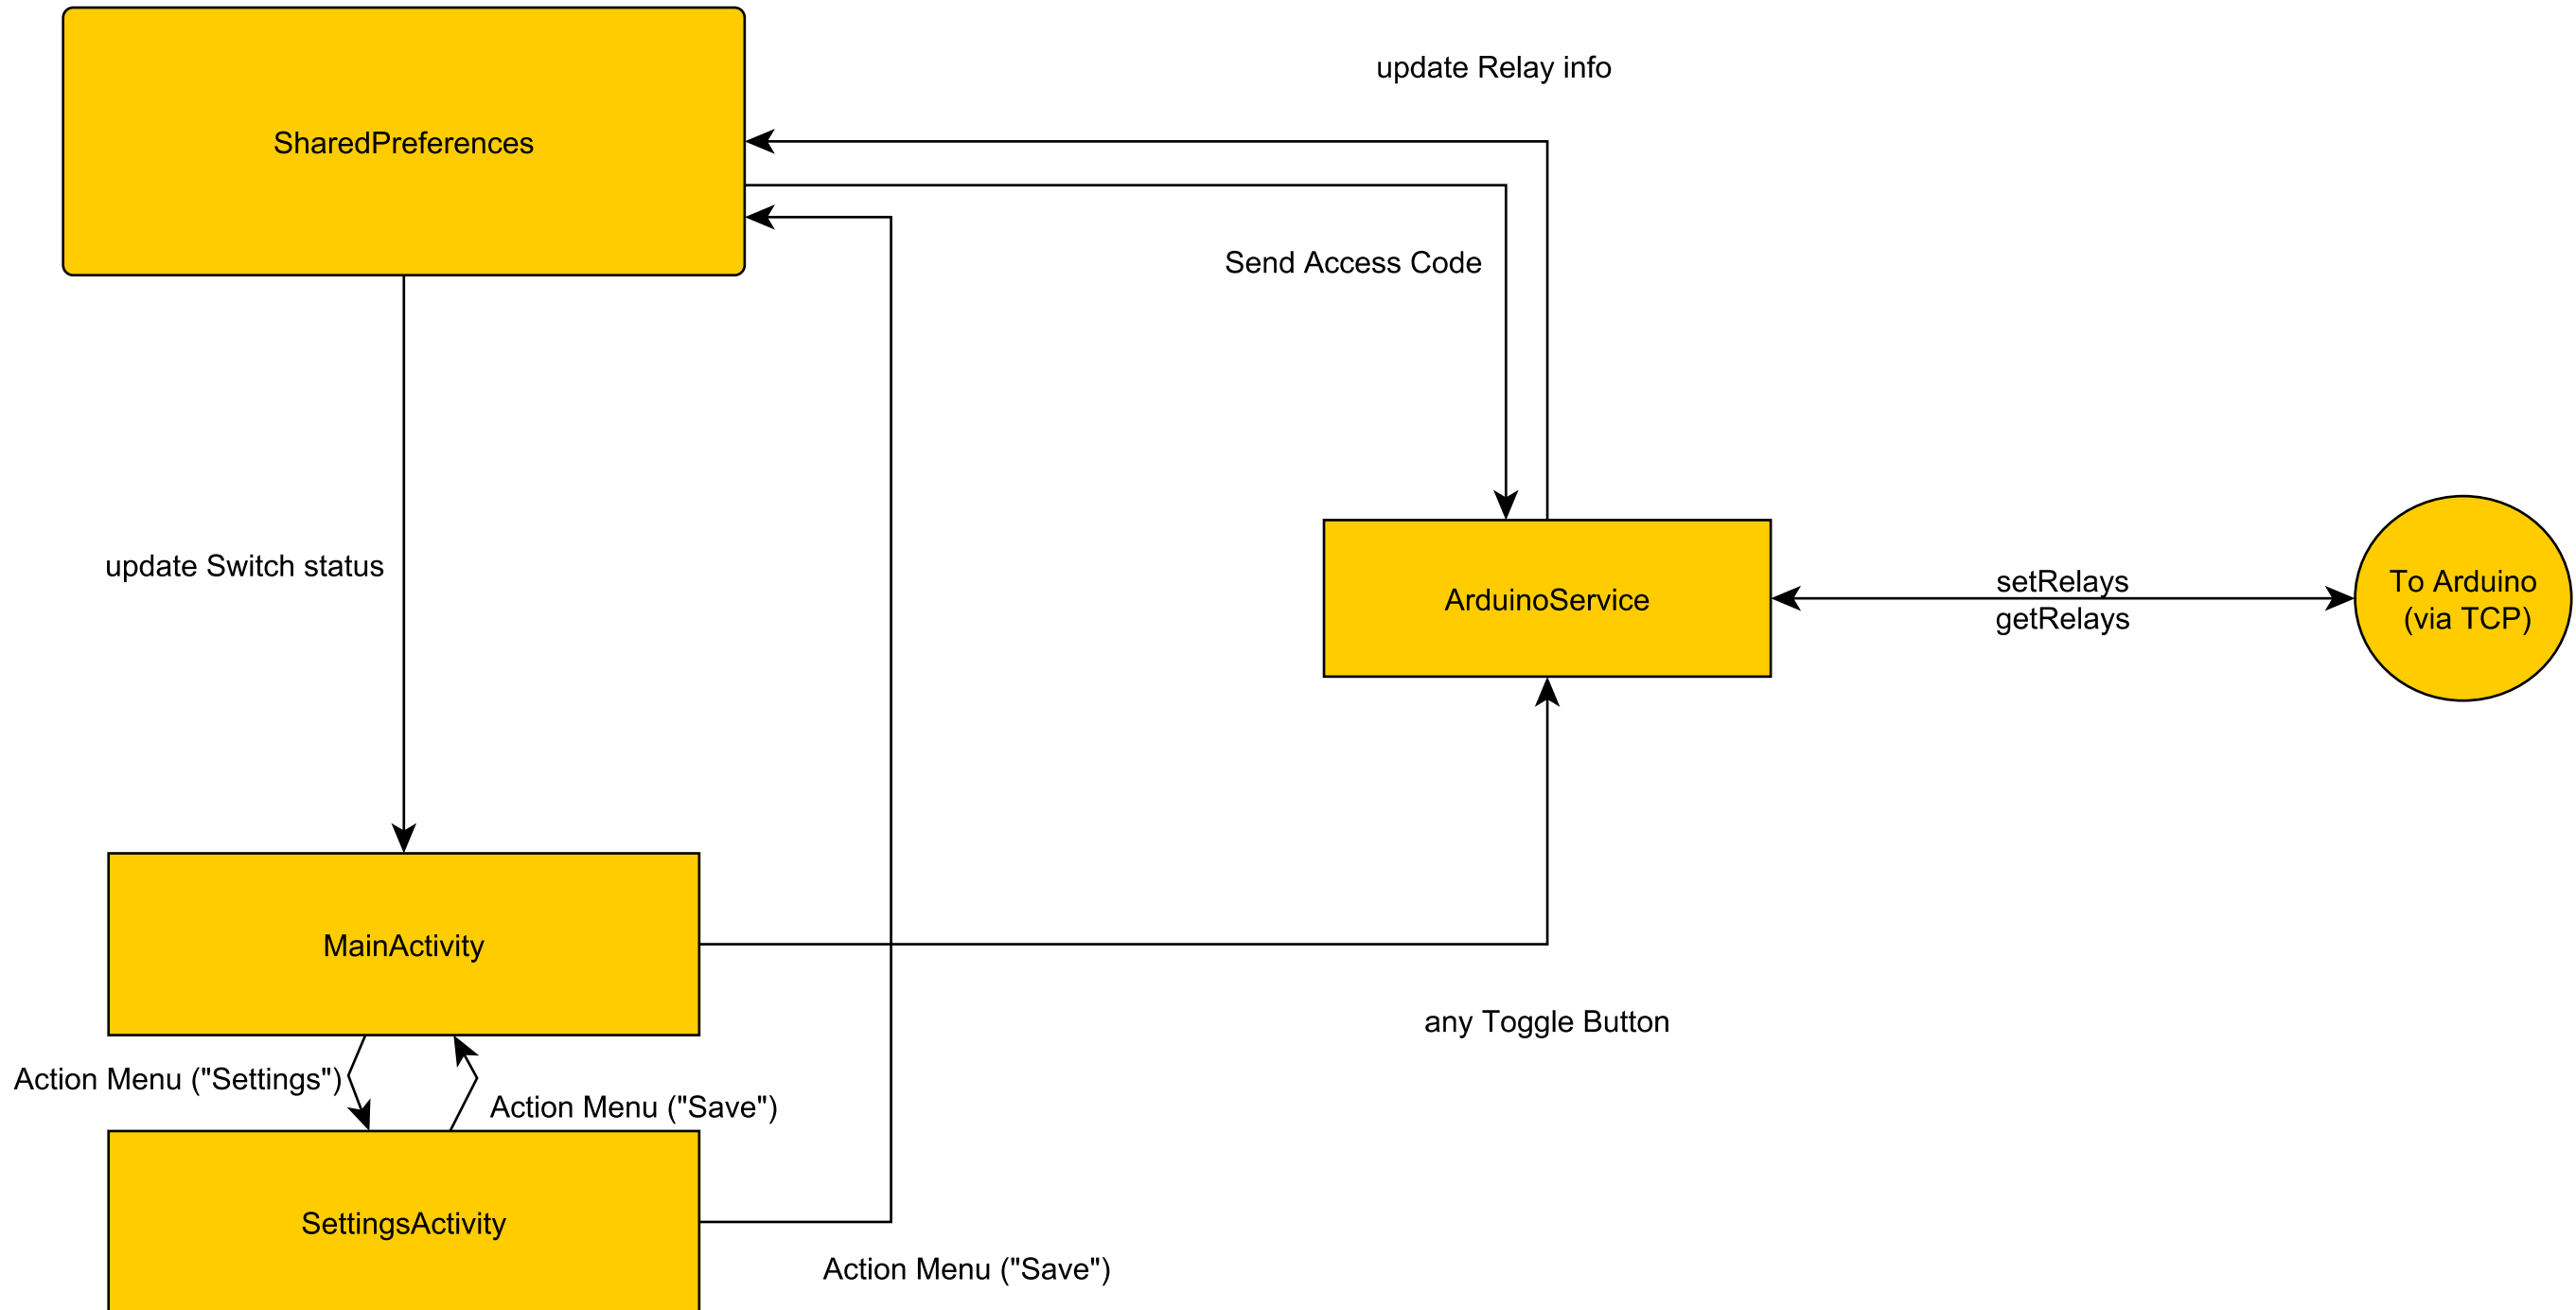 update Relay info
SharedPreferences
Send Access Code
update Switch status
ArduinoService
setRelays
getRelays
To Arduino
(via TCP)
MainActivity
any Toggle Button
Action Menu ("Settings")
Action Menu ("Save")
SettingsActivity
Action Menu ("Save")